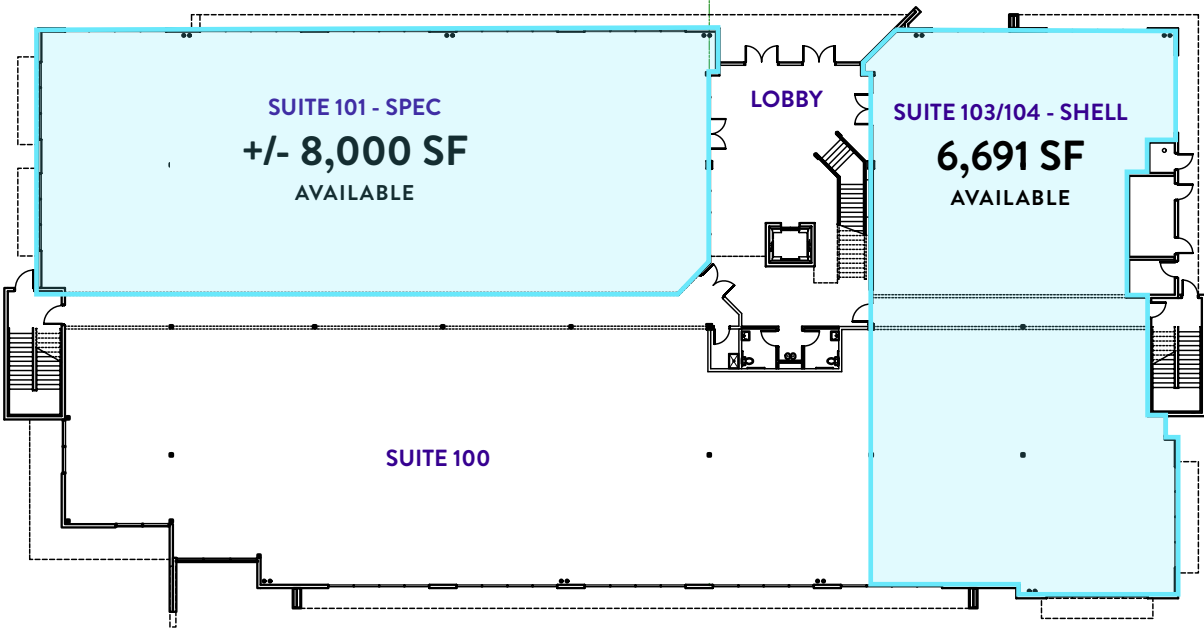 SUITE 101 - SPEC
+/- 8,000 SF
AVAILABLE
LOBBY
SUITE 103/104 - SHELL
6,691 SF
AVAILABLE
SUITE 100